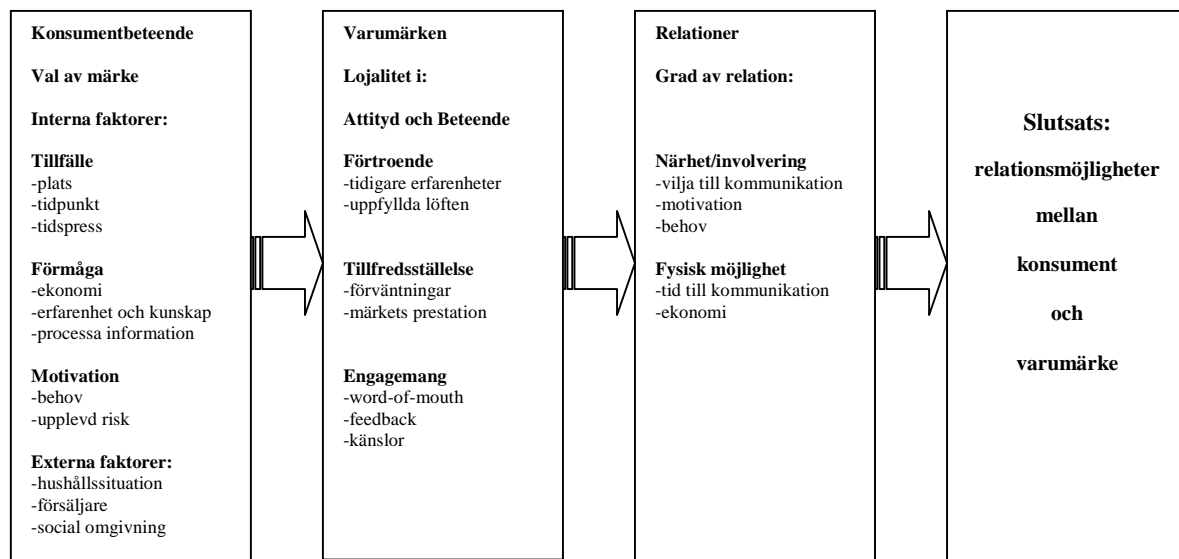 Konsumentbeteende
Val av märke
Interna faktorer:
Tillfälle
-plats
-tidpunkt
-tidspress
Förmåga
-ekonomi
-erfarenhet och kunskap
-processa information
Motivation
-behov
-upplevd risk
Externa faktorer:
-hushållssituation
-försäljare
-social omgivning
Varumärken
Lojalitet i:
Attityd och Beteende
Förtroende
-tidigare erfarenheter
-uppfyllda löften
Tillfredsställelse
-förväntningar
-märkets prestation
Engagemang
-word-of-mouth
-feedback
-känslor
Relationer
Grad av relation:
Närhet/involvering
-vilja till kommunikation
-motivation
-behov
Fysisk möjlighet
-tid till kommunikation
-ekonomi
Slutsats:
relationsmöjligheter
mellan
konsument
och
varumärke